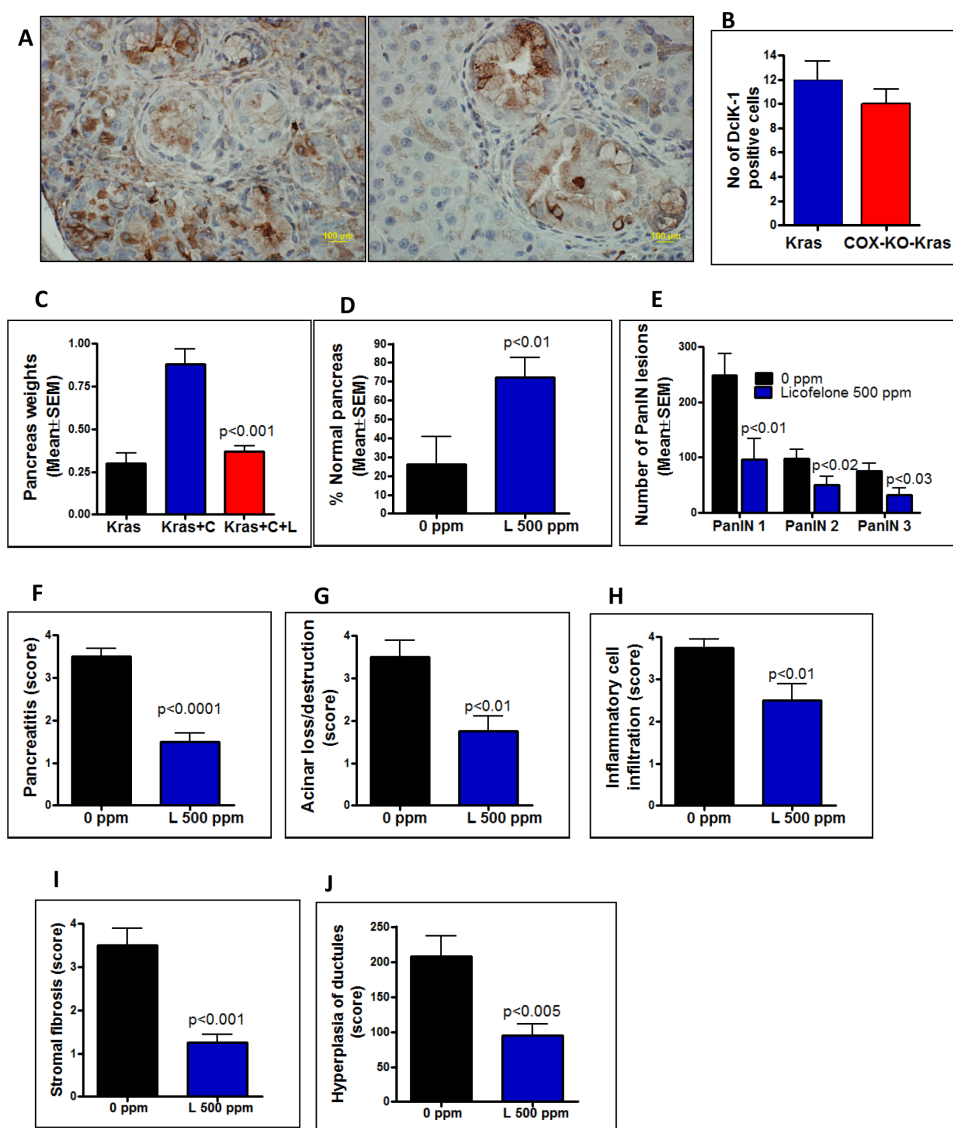 A
100 um
100 um
B
No of DclK-1
positive cells
14
12
10
8
6
4
2
0
Kras
COX-KO-Kras
C
Pancreas weights
(Mean±SEM)
1.00
0.75
0.50
0.25
0.00
p<0.001
Kras
Kras+C
Kras+C+L
D
% Normal pancreas
(Mean±SEM)
90
80
70
60
50
40
30
20
10
0
p<0.01
0 ppm
L 500 ppm
E
Number of PanIN lesions
(Mean±SEM)
300
200
100
0
0 ppm
Licofelone 500 ppm
p<0.01
p<0.02
p<0.03
PanIN 1
PanIN 2
PanIN 3
F
Pancreatitis (score)
4
3
2
1
0
p<0.0001
0 ppm
L 500 ppm
G
Acinar loss/destruction
(score)
4
3
2
1
0
p<0.01
0 ppm
L 500 ppm
H
Inflammatory cell
infiltration (score)
4
3
2
1
0
p<0.01
0 ppm
L 500 ppm
I
Stromal fibrosis (score)
4
3
2
1
0
p<0.001
0 ppm
L 500 ppm
J
Hyperplasia of ductules
(score)
250
200
150
100
50
0
p<0.005
0 ppm
L 500 ppm